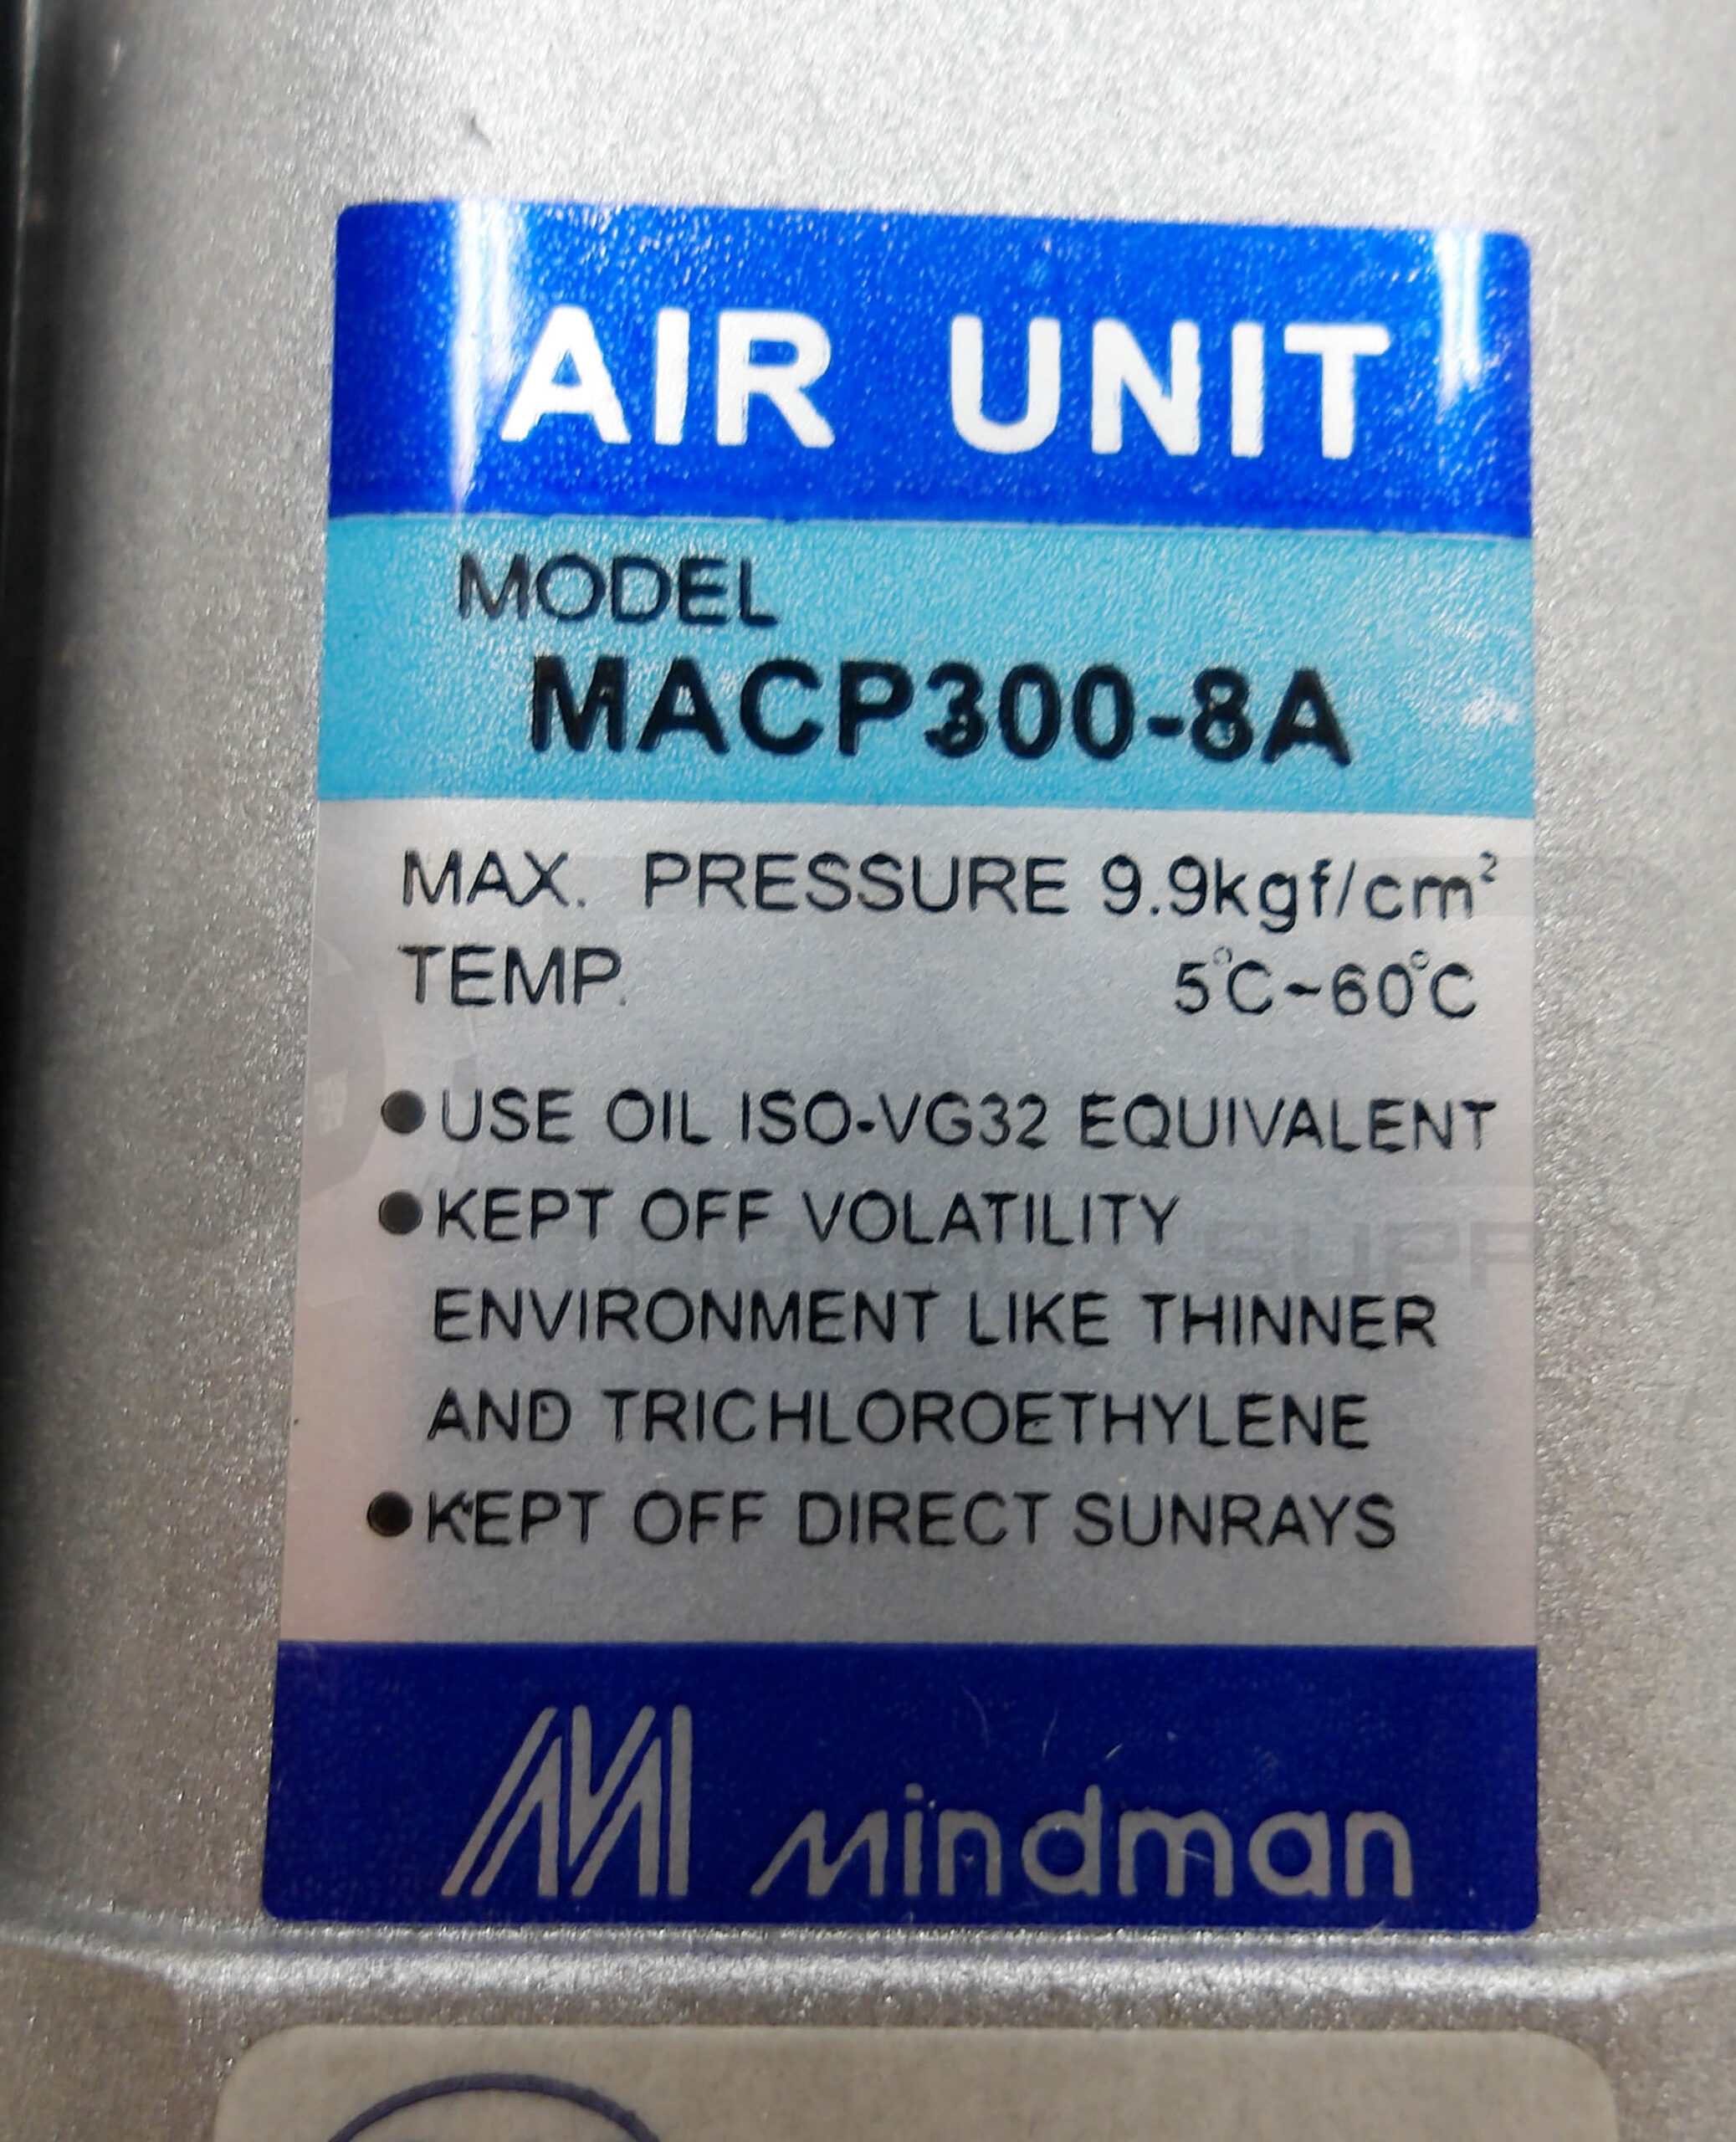 AIR UNIT
MODEL
MACP300-8A
MAX. PRESSURE 9.9kgf/cm²
TEMP. 5°C~60°C
●USE OIL ISO-VG32 EQUIVALENT
●KEPT OFF VOLATILITY
ENVIRONMENT LIKE THINNER
AND TRICHLOROETHYLENE
●KEPT OFF DIRECT SUNRAYS
mindman